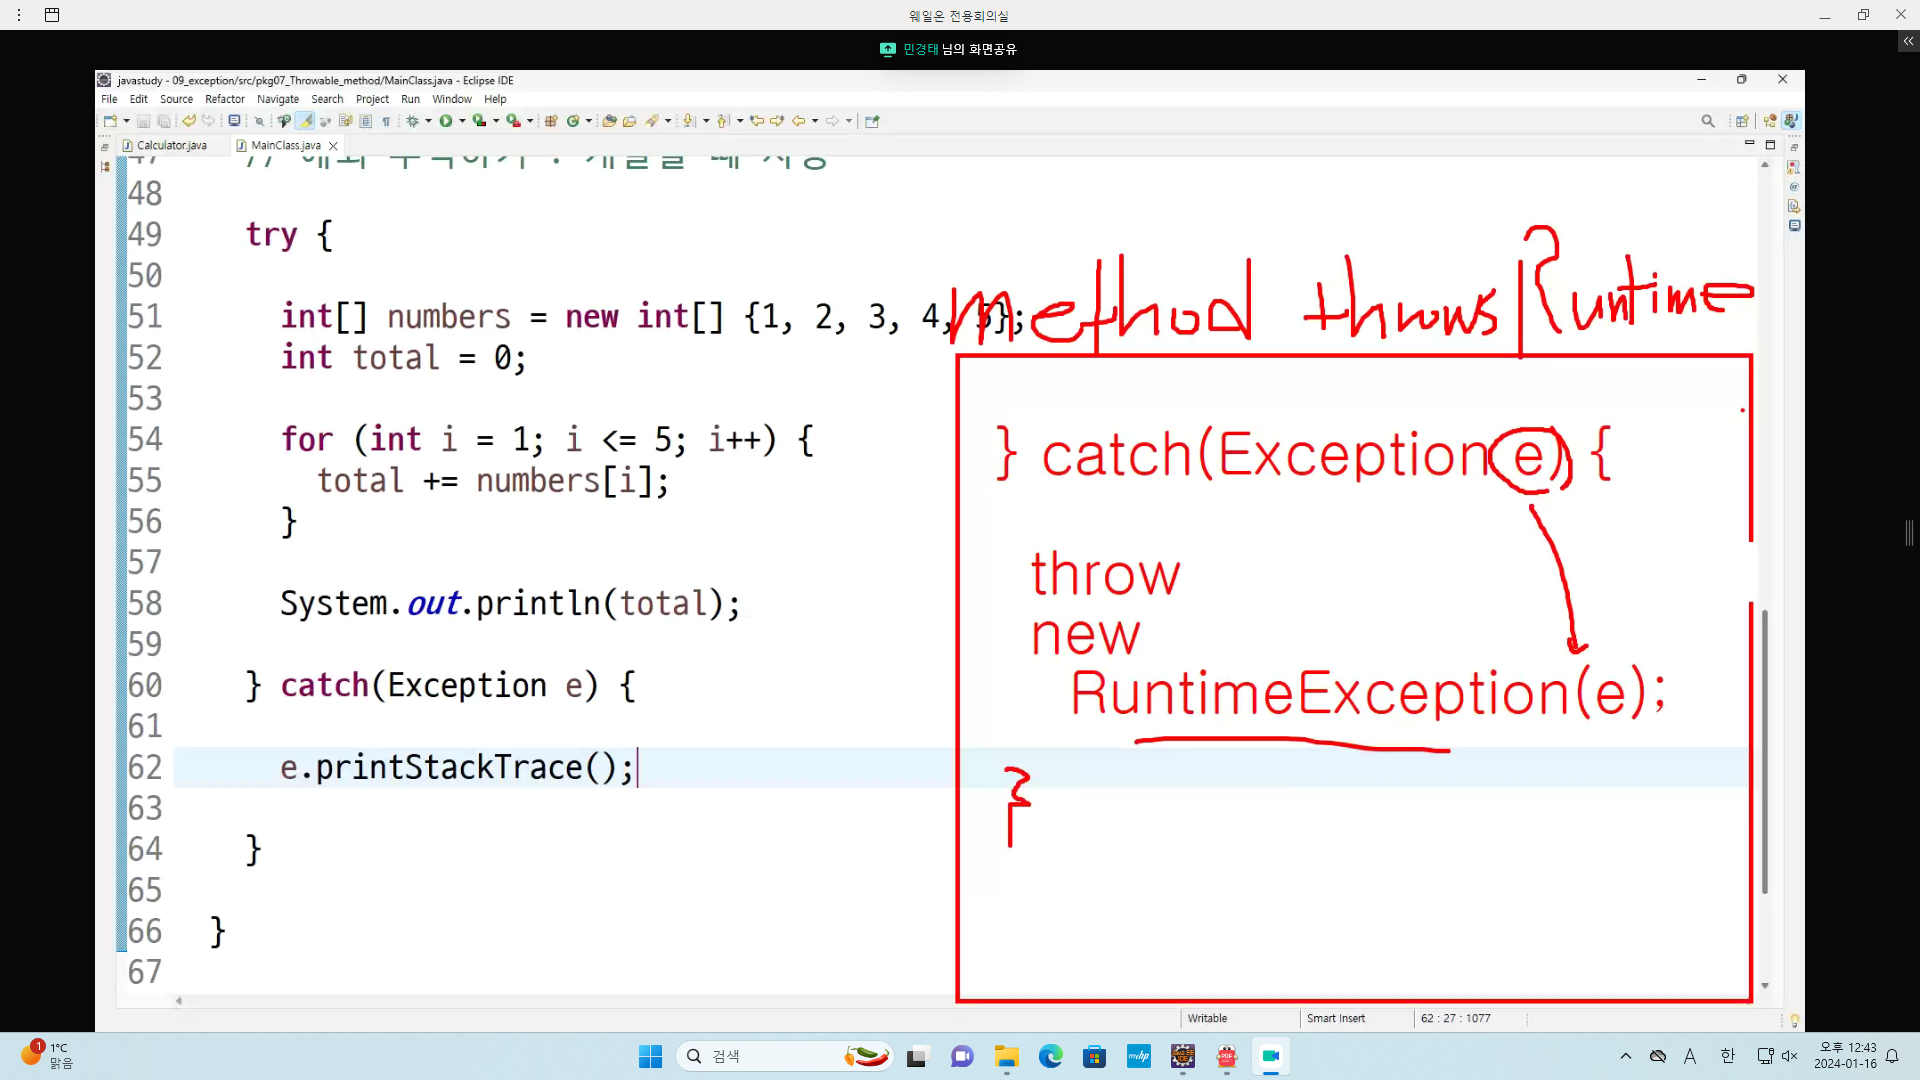 웨일온 전용회의실
민경태 님의 화면공유
javastudy - 09_exception/src/pkg07_Throwable_method/MainClass.java - Eclipse IDE
File Edit Source Refactor Navigate Search Project Run Window Help
Calculator.java MainClass.java
47 //
48
49 try {
50
51 int[] numbers = new int[] {1, 2, 3, 4, 5};
52 int total = 0;
53
54 for (int i = 1; i <= 5; i++) {
55 total += numbers[i];
56 }
57
58 System.out.println(total);
59
60 } catch(Exception e) {
61
62 e.printStackTrace();
63
64 }
65
66 }
67
method throws Runtime
} catch(Exception e) {
throw
new
RuntimeException(e);
}
Writable Smart Insert 62 : 27 : 1077
1
1°C
맑음
검색
myhp
A 한
오후 12:43
2024-01-16